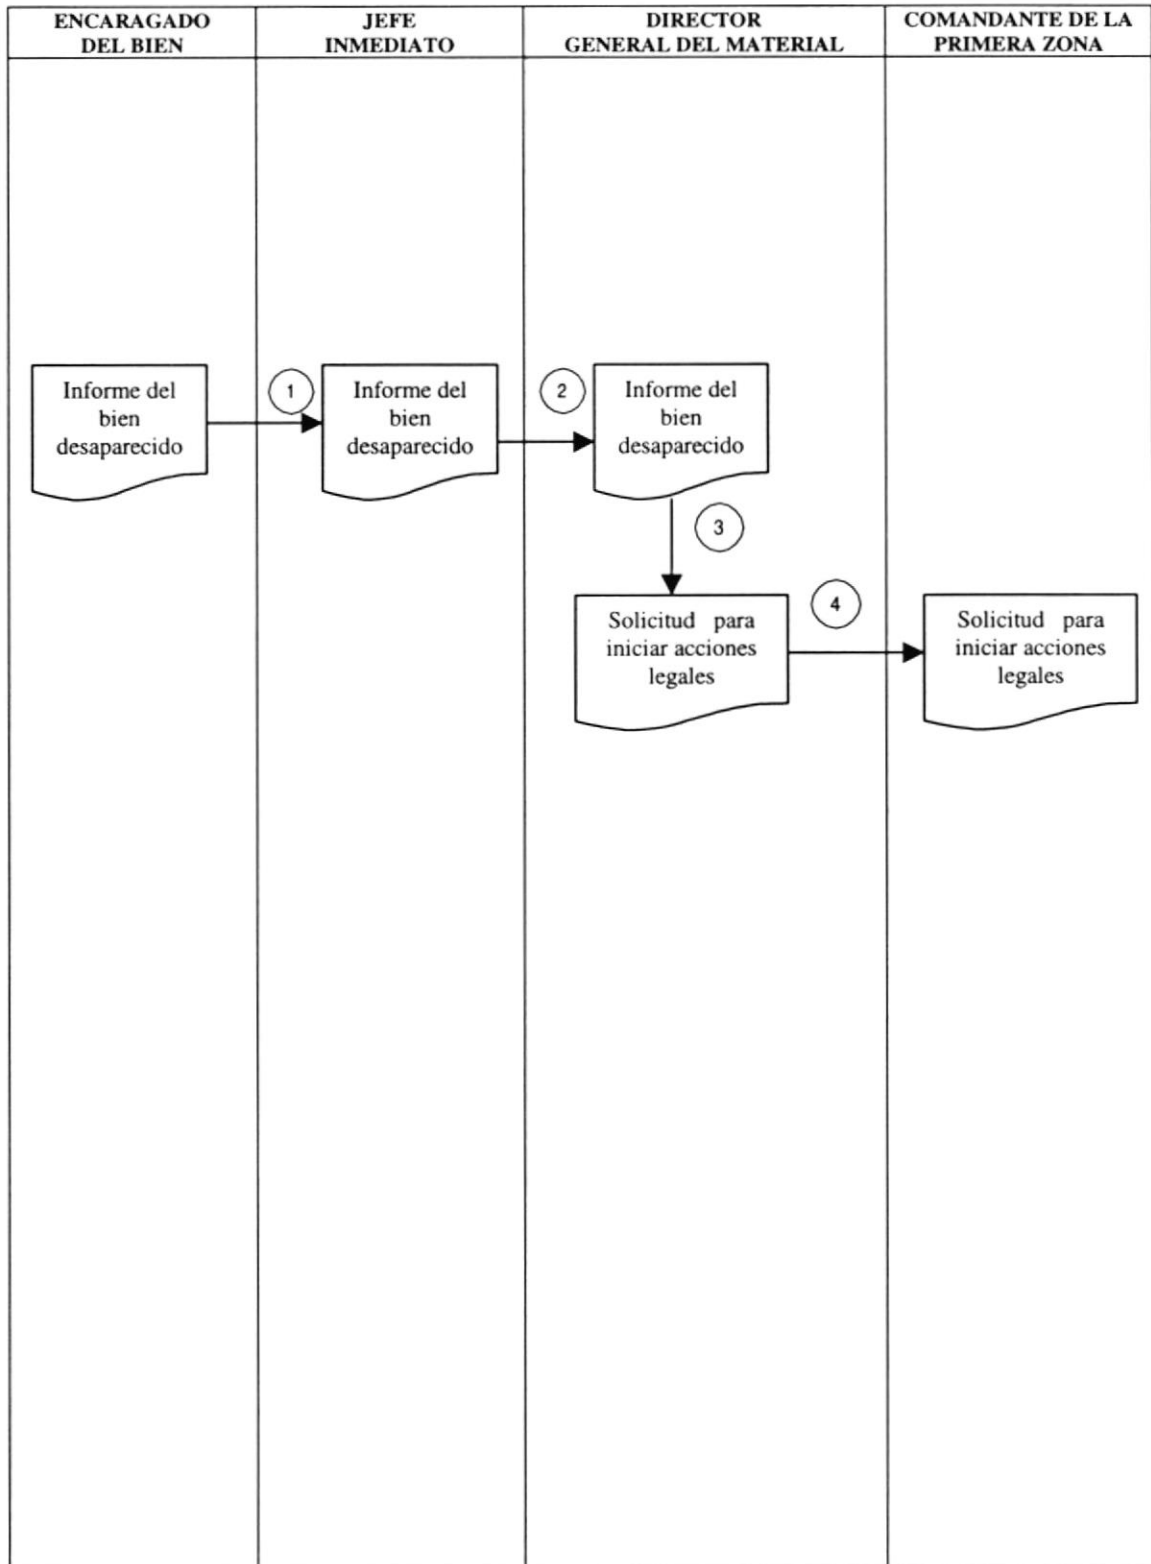 ENCARAGADO
DEL BIEN
JEFE
INMEDIATO
DIRECTOR
GENERAL DEL MATERIAL
COMANDANTE DE LA
PRIMERA ZONA
Informe del
bien
desaparecido
1
Informe del
bien
desaparecido
2
Informe del
bien
desaparecido
3
Solicitud para
iniciar acciones
legales
4
Solicitud para
iniciar acciones
legales